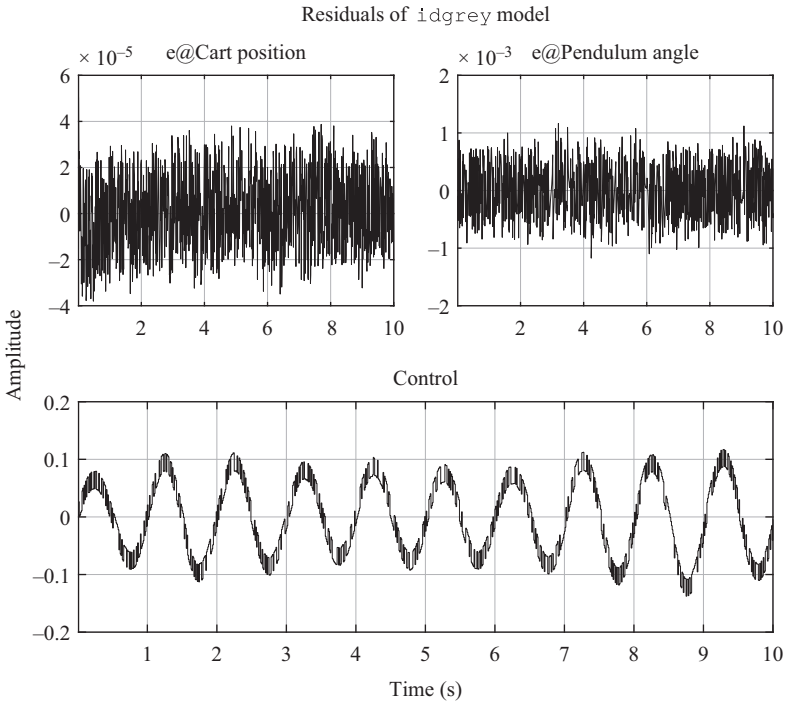 Residuals of idgrey model
× 10⁻⁵ e@Cart position
6
4
2
0
−2
−4
2 4 6 8 10
× 10⁻³ e@Pendulum angle
2
1
0
−1
−2
2 4 6 8 10
Amplitude
Control
0.2
0.1
0
−0.1
−0.2
1 2 3 4 5 6 7 8 9 10
Time (s)